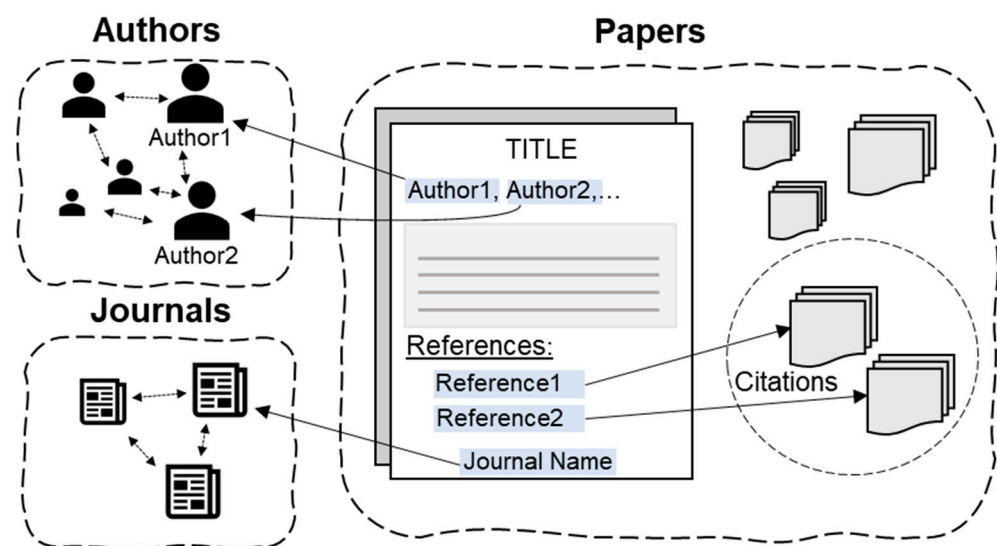 Authors
Author1
Author2
Journals
Papers
TITLE
Author1, Author2,...
References:
Reference1
Reference2
Journal Name
Citations